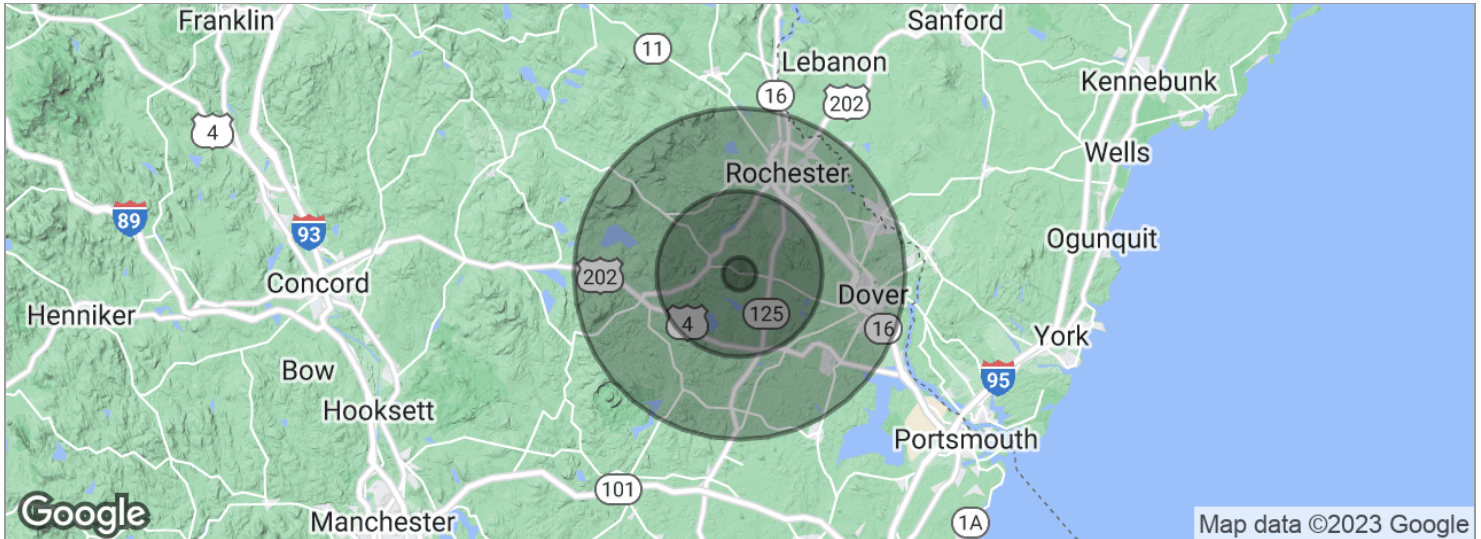 Franklin
Sanford
11
Lebanon
Kennebunk
16
202
4
Wells
Rochester
89
93
Ogunquit
Concord
202
Dover
Henniker
4
125
16
York
Bow
95
Hooksett
Portsmouth
101
Google
Manchester
1A
Map data ©2023 Google